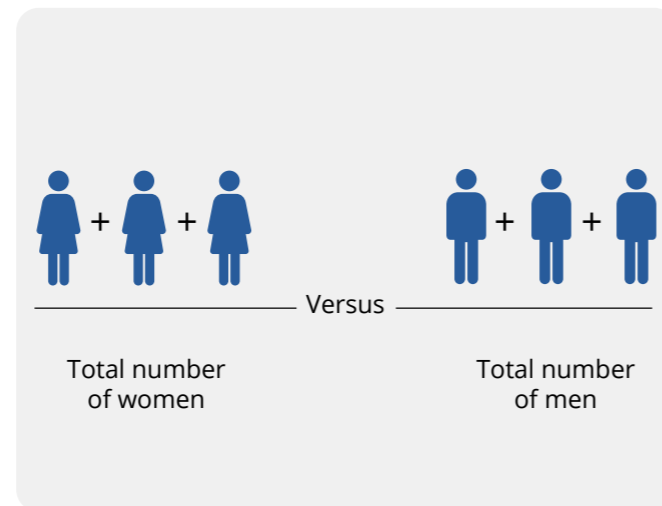 + + + +
Versus
Total number
of women
Total number
of men